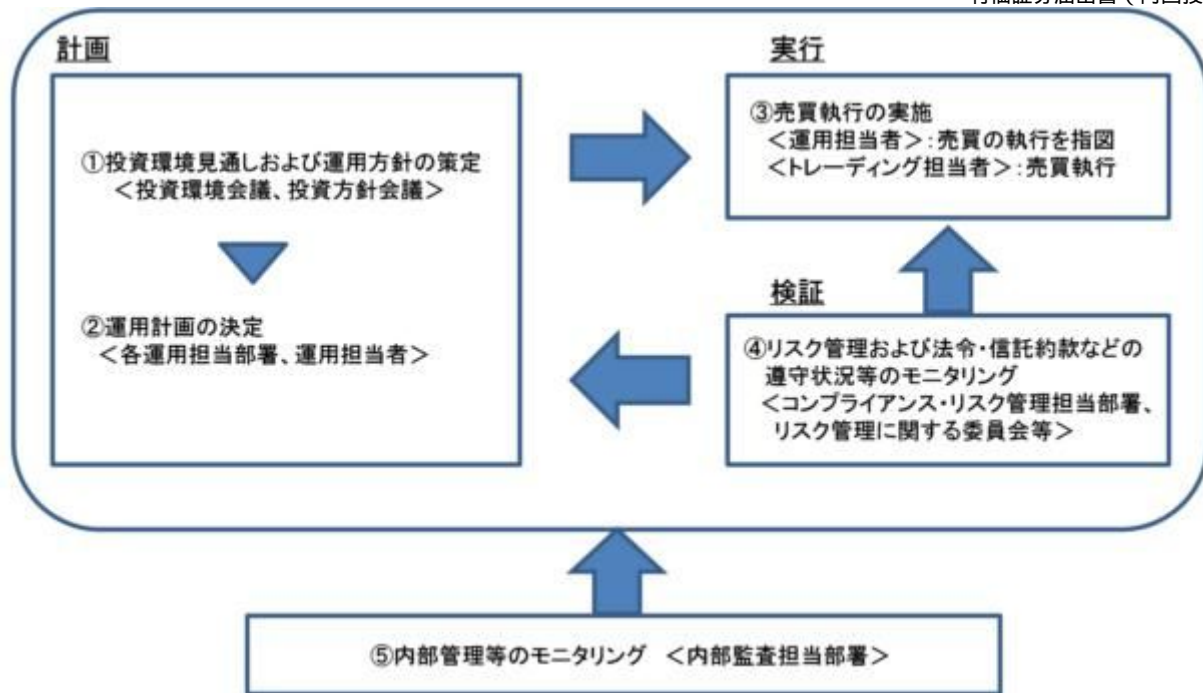 計画
①投資環境見通しおよび運用方針の策定
＜投資環境会議、投資方針会議＞
②運用計画の決定
＜各運用担当部署、運用担当者＞
実行
③売買執行の実施
＜運用担当者＞:売買の執行を指図
＜トレーディング担当者＞:売買執行
検証
④リスク管理および法令・信託約款などの
遵守状況等のモニタリング
＜コンプライアンス・リスク管理担当部署、
リスク管理に関する委員会等＞
⑤内部管理等のモニタリング ＜内部監査担当部署＞